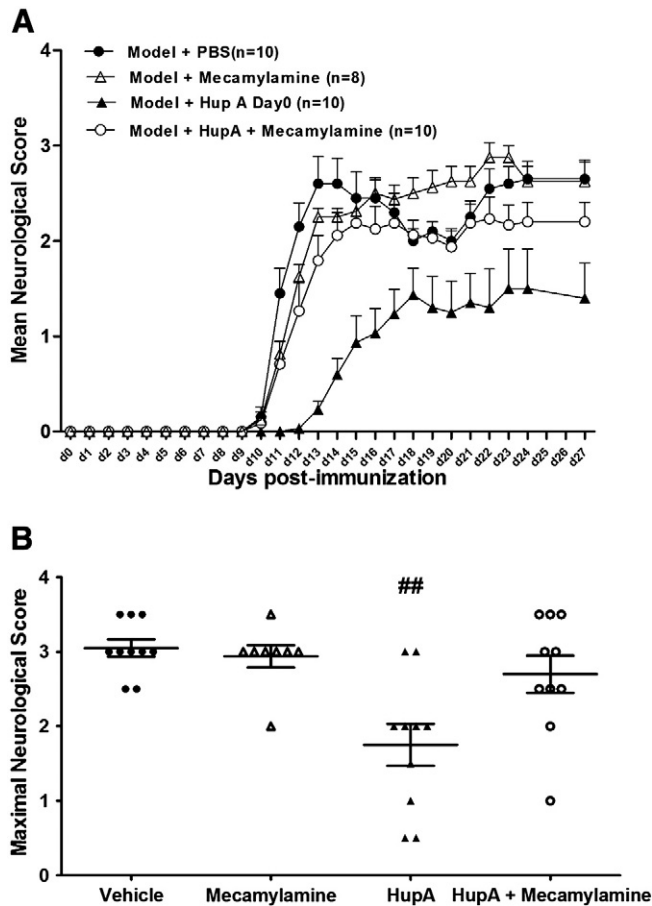 A
Model + PBS(n=10)
Model + Mecamylamine (n=8)
Model + Hup A Day0 (n=10)
Model + HupA + Mecamylamine (n=10)
Mean Neurological Score
4
3
2
1
0
d0 d1 d2 d3 d4 d5 d6 d7 d8 d9 d10 d11 d12 d13 d14 d15 d16 d17 d18 d19 d20 d21 d22 d23 d24 d25 d26 d27
Days post-immunization
B
Maximal Neurological Score
4
3
2
1
0
##
Vehicle Mecamylamine HupA HupA + Mecamylamine